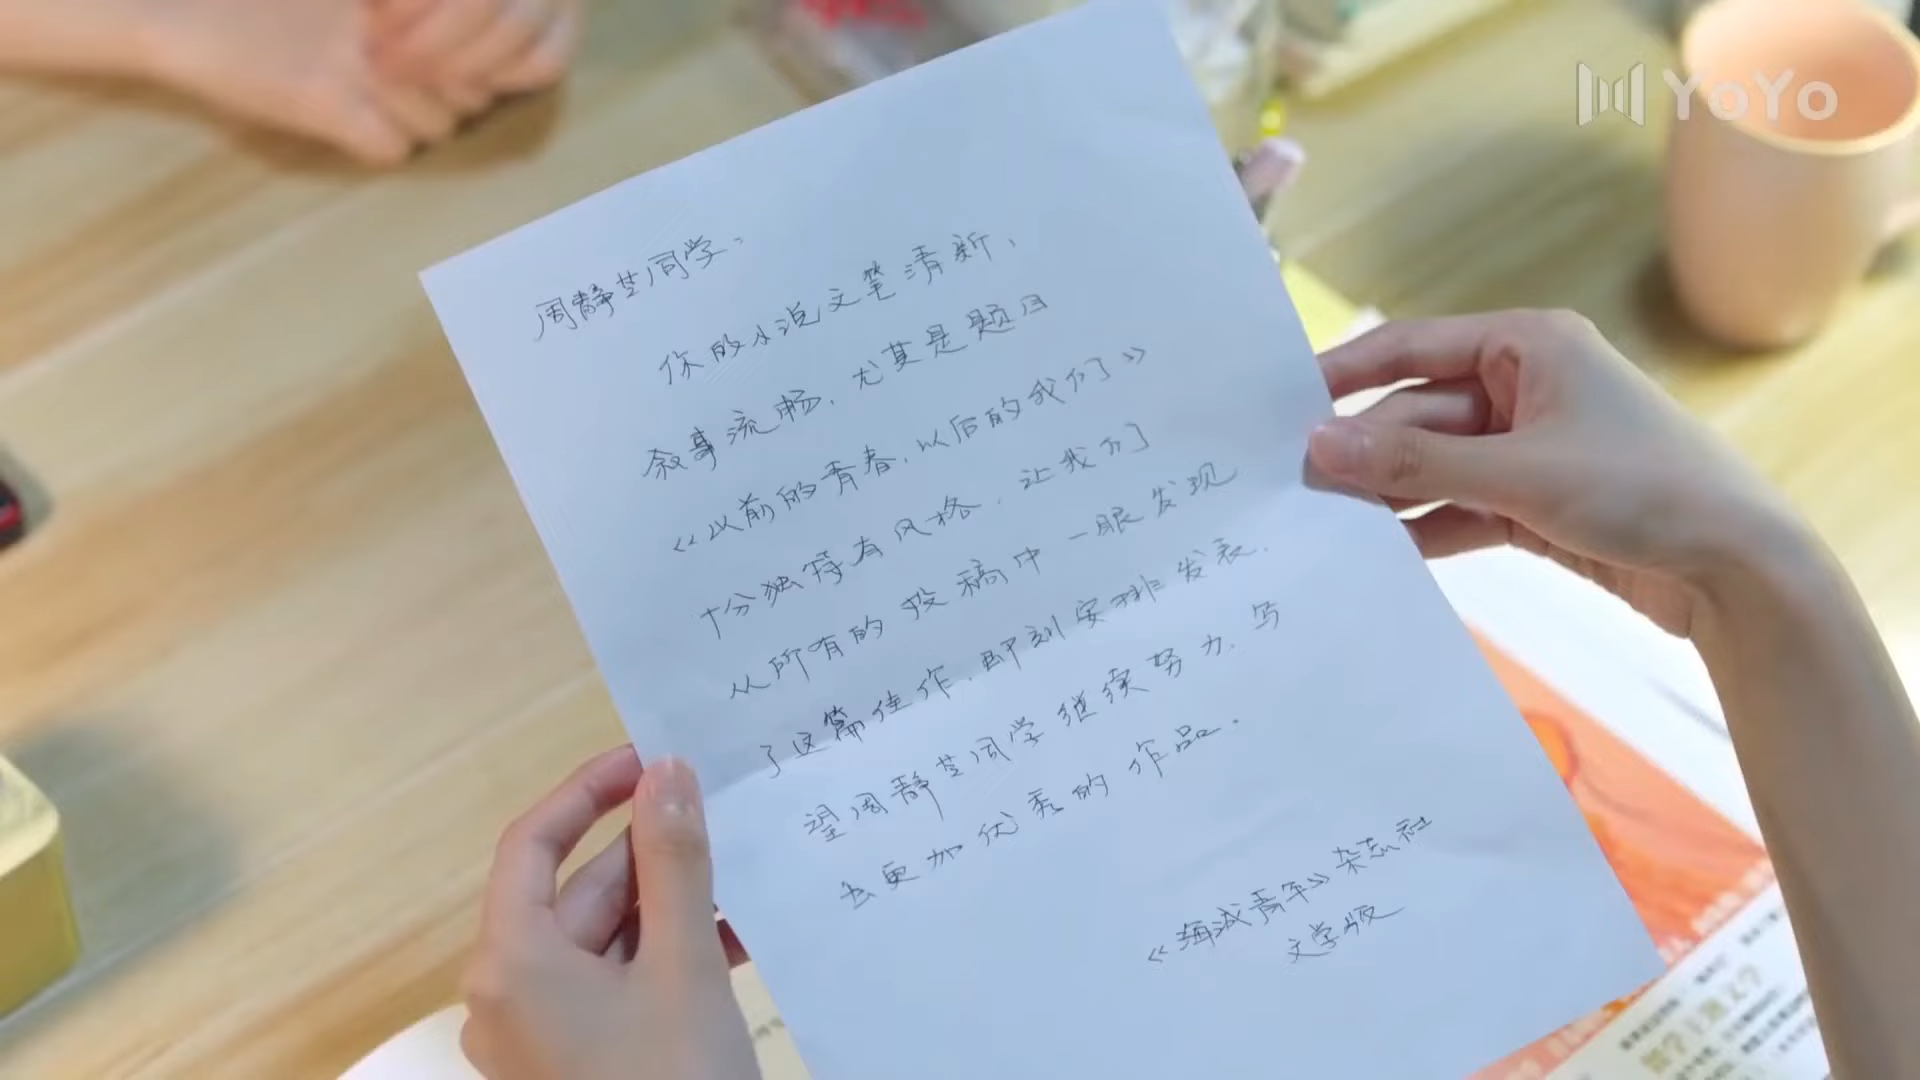 YoYo
周静芝同学、
你的小说文笔清新，
叙事流畅，尤其是题目
《以前的青春，以后的我们》
十分独特有风格，让我们
从所有的投稿中一眼发现
了这篇佳作，即刻安排发表.
望周静芝同学继续努力，写
出更加优秀的作品.
《海城青年》杂志社
文学版